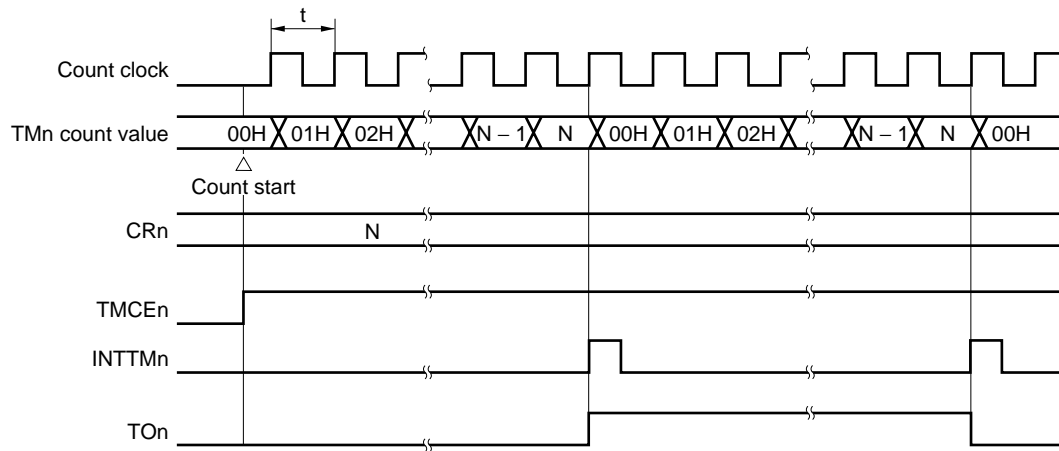 t
Count clock
TMn count value 00H 01H 02H N – 1 N 00H 01H 02H N – 1 N 00H
Count start
CRn N
TMCEn
INTTMn
TOn